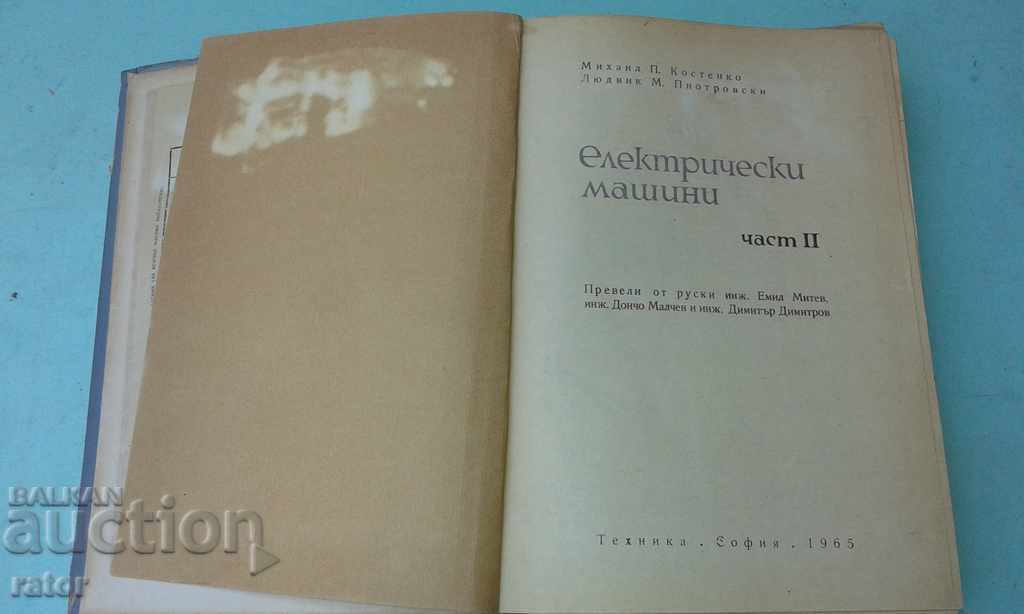 Михаил П. Костенко
Людвик М. Пиотровски
електрически
машини
част II
Превели от руски инж. Емил Митев,
инж. Дончо Малчев и инж. Димитър Димитров
Техника . София . 1965
BALKAN
auction
rator